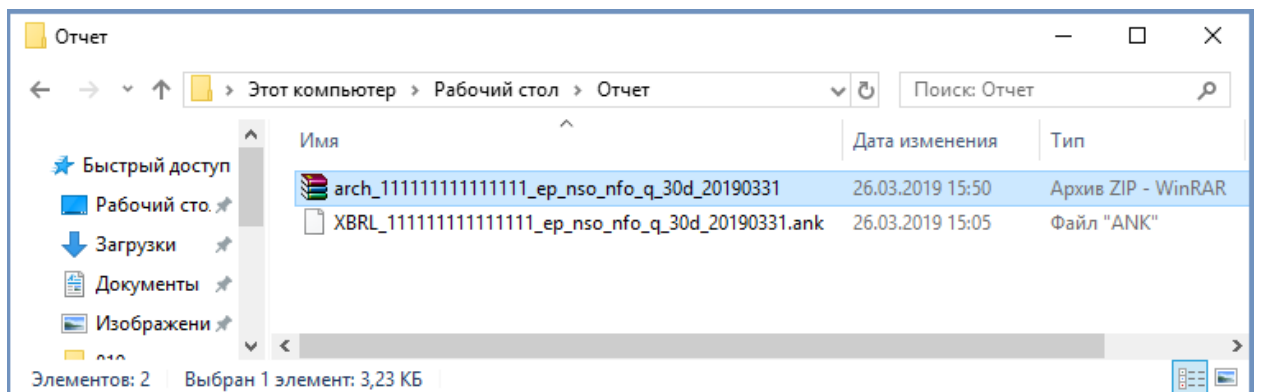 Отчет
Этот компьютер > Рабочий стол > Отчет
Поиск: Отчет
Имя Дата изменения Тип
Быстрый доступ
Рабочий сто.
Загрузки
Документы
Изображени
arch_111111111111111_ep_nso_nfo_q_30d_20190331 26.03.2019 15:50 Архив ZIP - WinRAR
XBRL_111111111111111_ep_nso_nfo_q_30d_20190331.ank 26.03.2019 15:05 Файл "ANK"
Элементов: 2 Выбран 1 элемент: 3,23 КБ